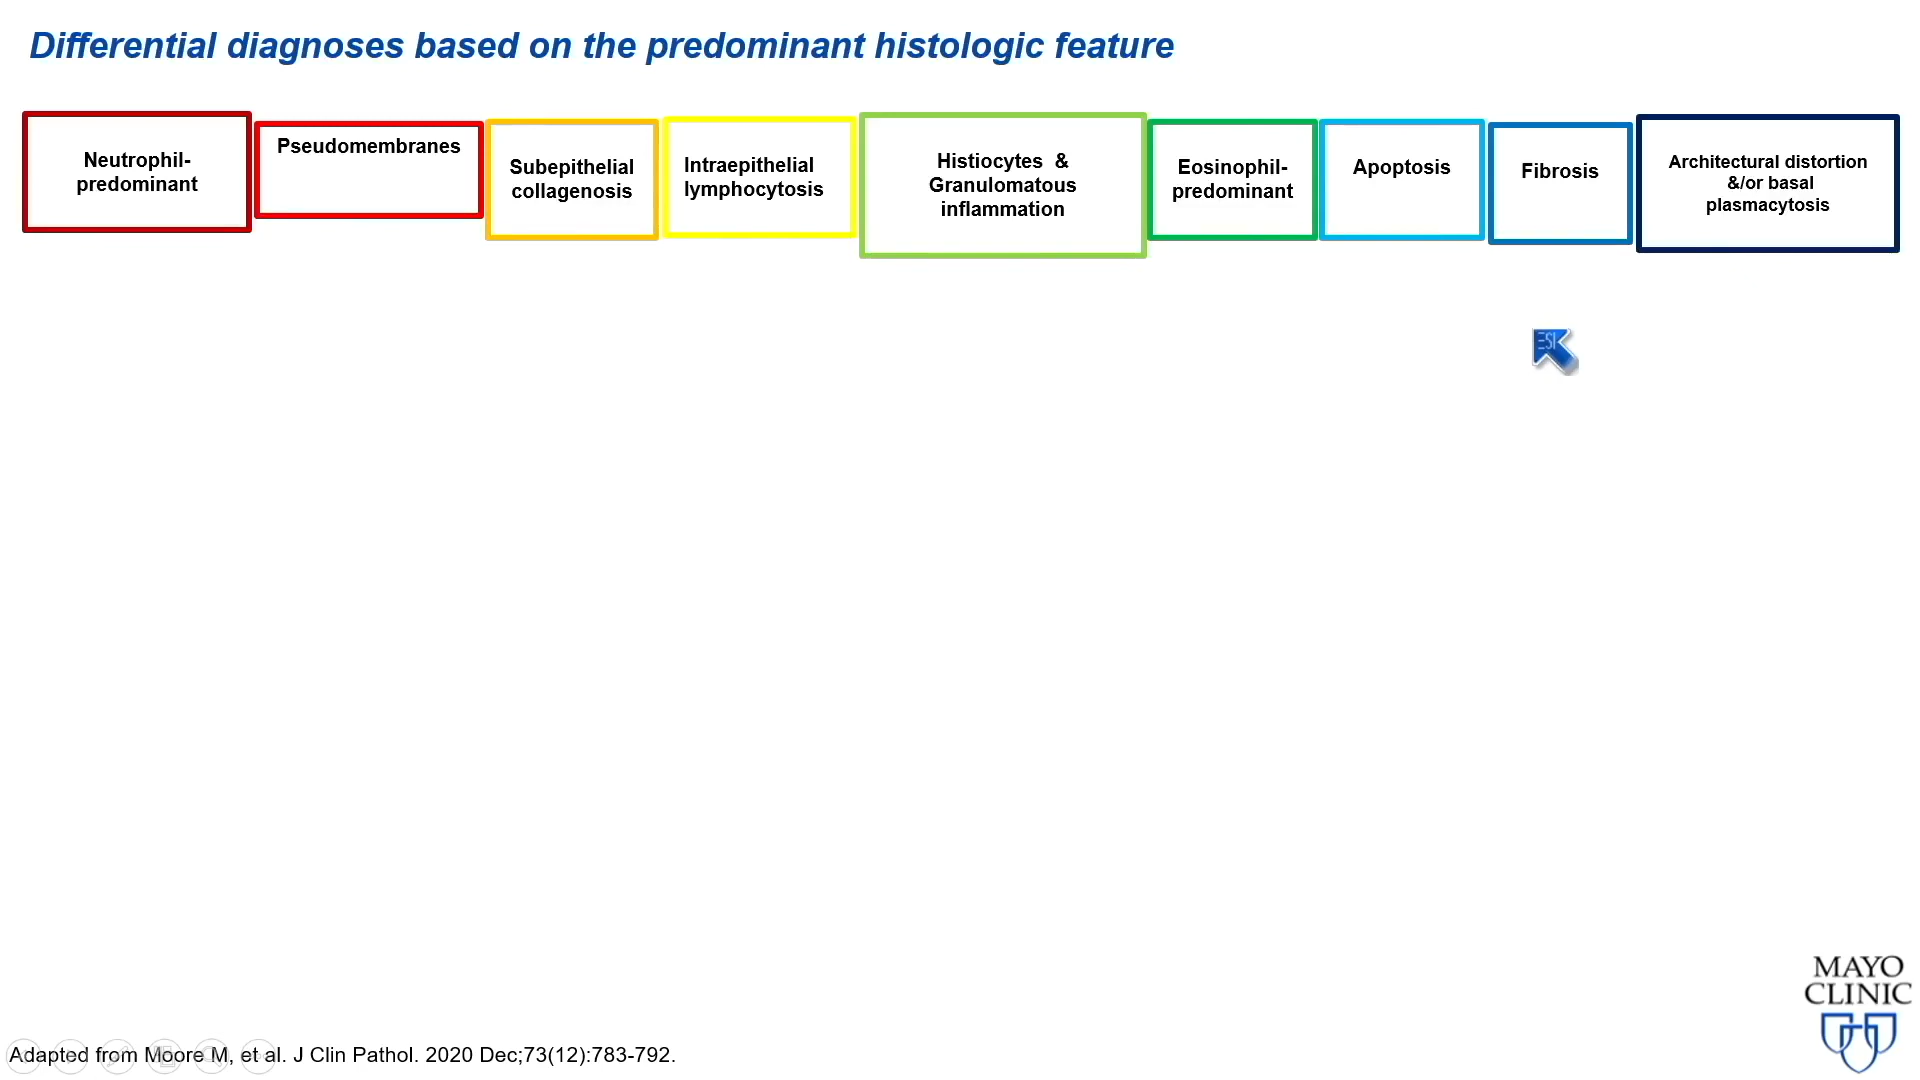 Differential diagnoses based on the predominant histologic feature
Neutrophil-
predominant
Pseudomembranes
Subepithelial
collagenosis
Intraepithelial
lymphocytosis
Histiocytes &
Granulomatous
inflammation
Eosinophil-
predominant
Apoptosis
Fibrosis
Architectural distortion
&/or basal
plasmacytosis
ESI
MAYO
CLINIC
Adapted from Moore M, et al. J Clin Pathol. 2020 Dec;73(12):783-792.